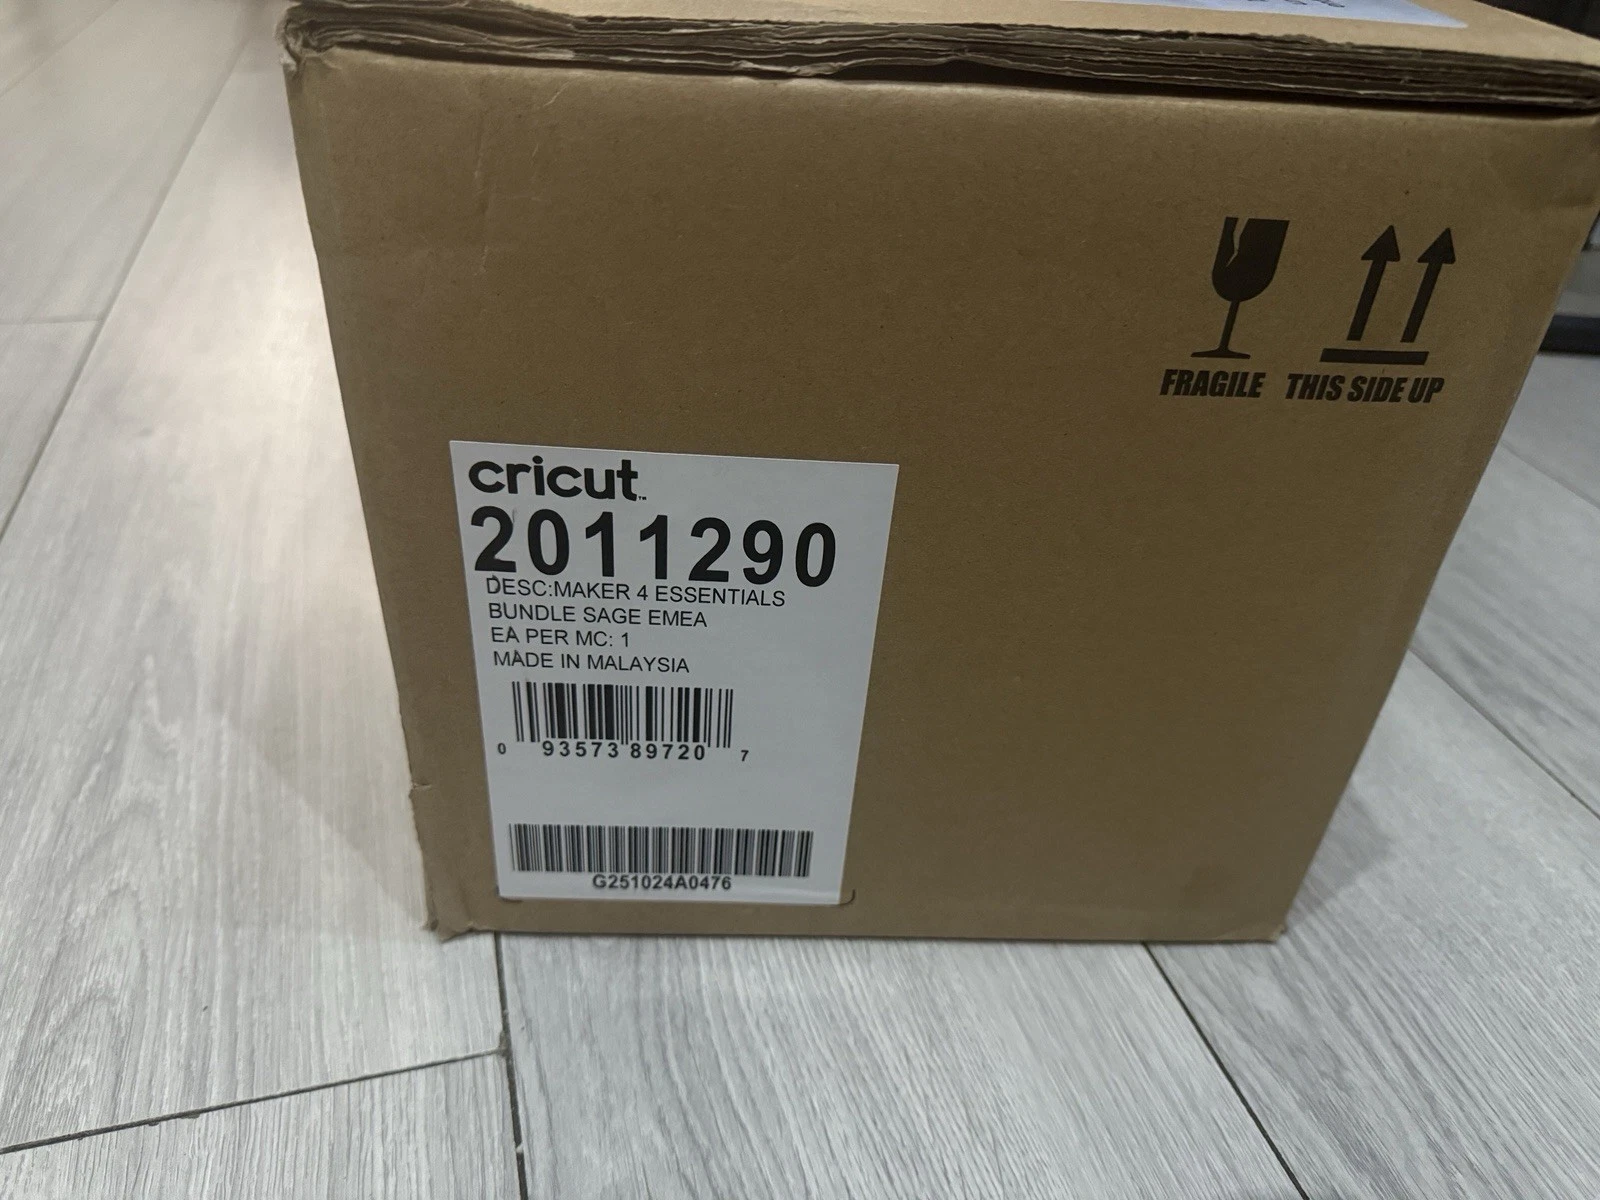 FRAGILE THIS SIDE UP
cricut™
2011290
DESC:MAKER 4 ESSENTIALS
BUNDLE SAGE EMEA
EA PER MC: 1
MADE IN MALAYSIA
0 93573 89720 7
G251024A0476